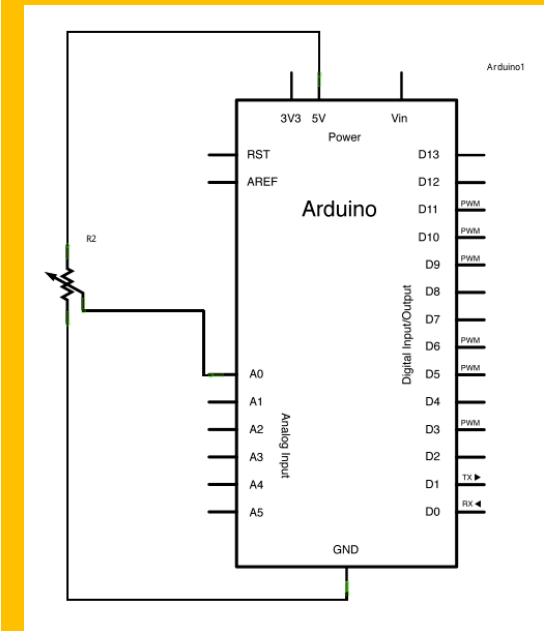 Arduino1
3V3 5V Vin
Power
RST D13
AREF D12
Arduino
D11 PWM
D10 PWM
R2
D9 PWM
D8
D7
Digital Input/Output
D6 PWM
A0 D5 PWM
A1 D4
A2 D3 PWM
Analog Input
A3 D2
A4 D1 TX ▶
A5 D0 RX ◀
GND